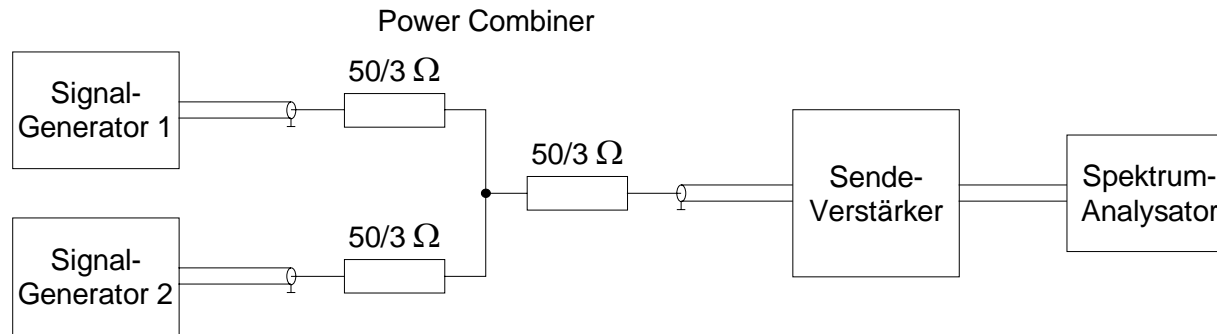 Power Combiner
Signal-
Generator 1
50/3 Ω
50/3 Ω
Sende-
Verstärker
Spektrum-
Analysator
Signal-
Generator 2
50/3 Ω